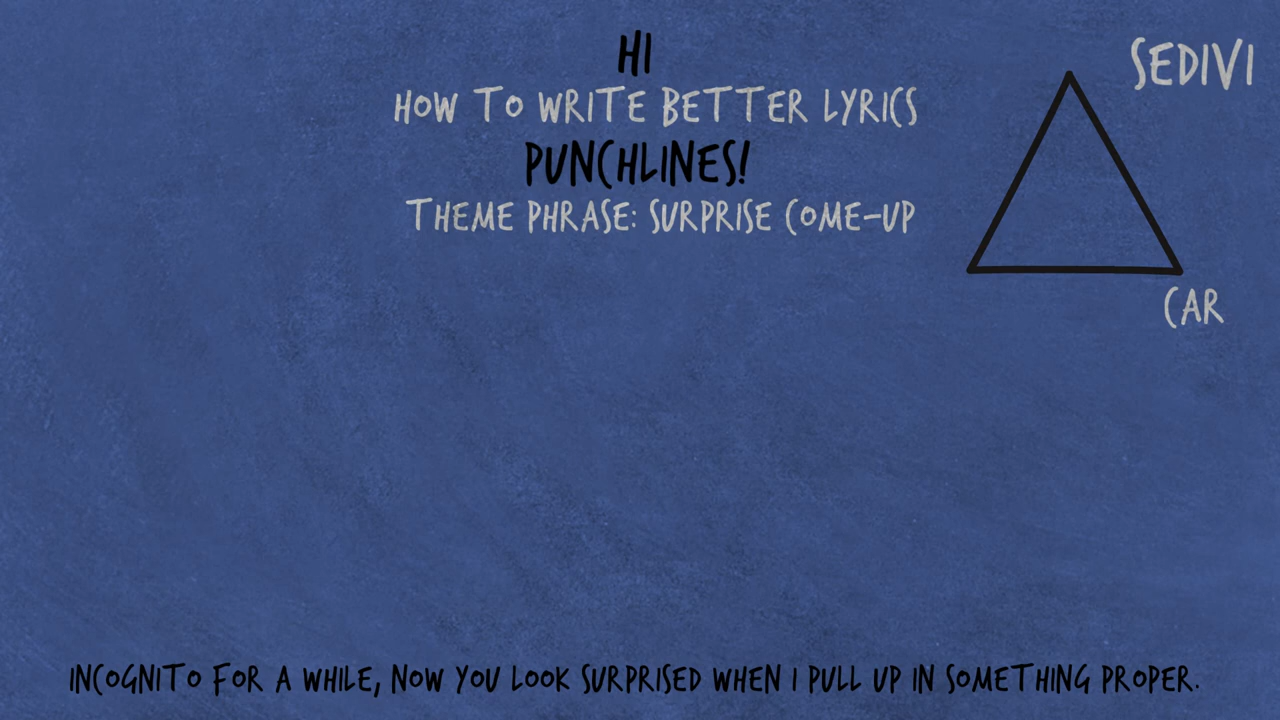 HI
HOW TO WRITE BETTER LYRICS
PUNCHLINES!
THEME PHRASE: SURPRISE COME-UP
SEDIVI
CAR
INCOGNITO FOR A WHILE, NOW YOU LOOK SURPRISED WHEN I PULL UP IN SOMETHING PROPER.